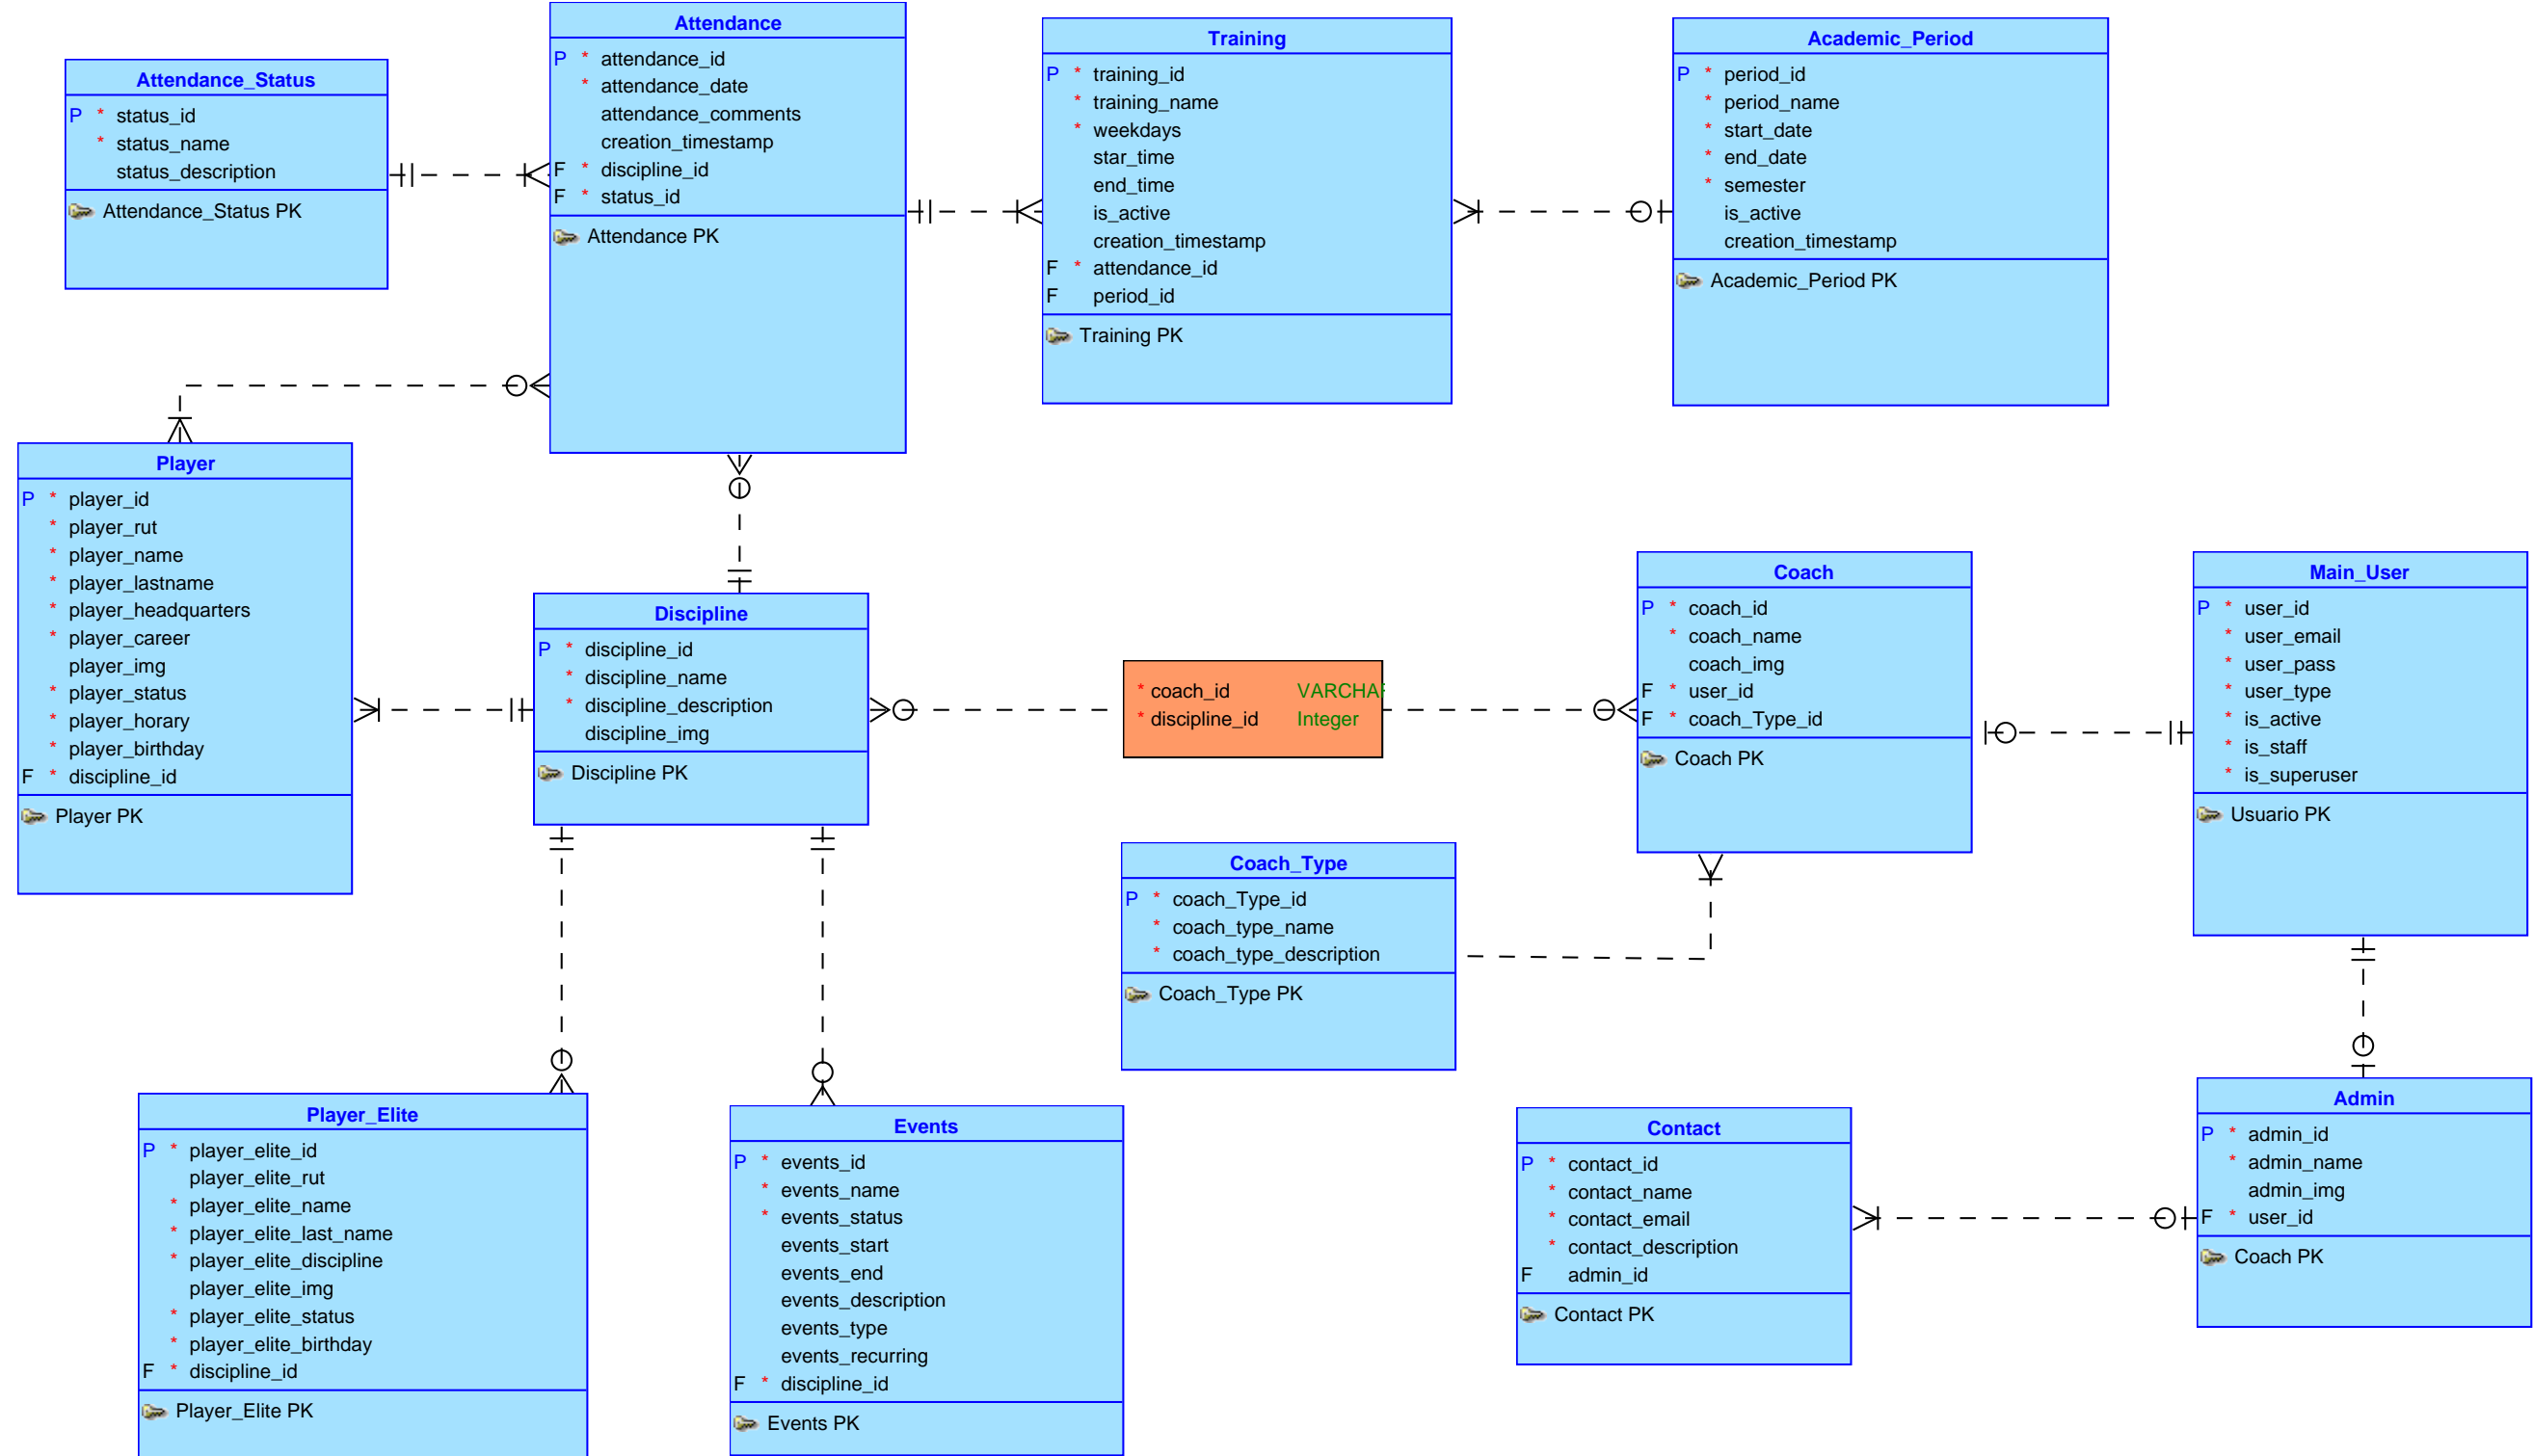 Attendance_Status
P * status_id
* status_name
status_description
Attendance_Status PK
Attendance
P * attendance_id
* attendance_date
attendance_comments
creation_timestamp
F * discipline_id
F * status_id
Attendance PK
Training
P * training_id
* training_name
* weekdays
star_time
end_time
is_active
creation_timestamp
F * attendance_id
F period_id
Training PK
Academic_Period
P * period_id
* period_name
* start_date
* end_date
* semester
is_active
creation_timestamp
Academic_Period PK
Player
P * player_id
* player_rut
* player_name
* player_lastname
* player_headquarters
* player_career
player_img
* player_status
* player_horary
* player_birthday
F * discipline_id
Player PK
Discipline
P * discipline_id
* discipline_name
* discipline_description
discipline_img
Discipline PK
* coach_id VARCHAR
* discipline_id Integer
Coach
P * coach_id
* coach_name
coach_img
F * user_id
F * coach_Type_id
Coach PK
Main_User
P * user_id
* user_email
* user_pass
* user_type
* is_active
* is_staff
* is_superuser
Usuario PK
Coach_Type
P * coach_Type_id
* coach_type_name
* coach_type_description
Coach_Type PK
Player_Elite
P * player_elite_id
player_elite_rut
* player_elite_name
* player_elite_last_name
* player_elite_discipline
player_elite_img
* player_elite_status
* player_elite_birthday
F * discipline_id
Player_Elite PK
Events
P * events_id
* events_name
* events_status
events_start
events_end
events_description
events_type
events_recurring
F * discipline_id
Events PK
Contact
P * contact_id
* contact_name
* contact_email
* contact_description
F admin_id
Contact PK
Admin
P * admin_id
* admin_name
admin_img
F * user_id
Coach PK